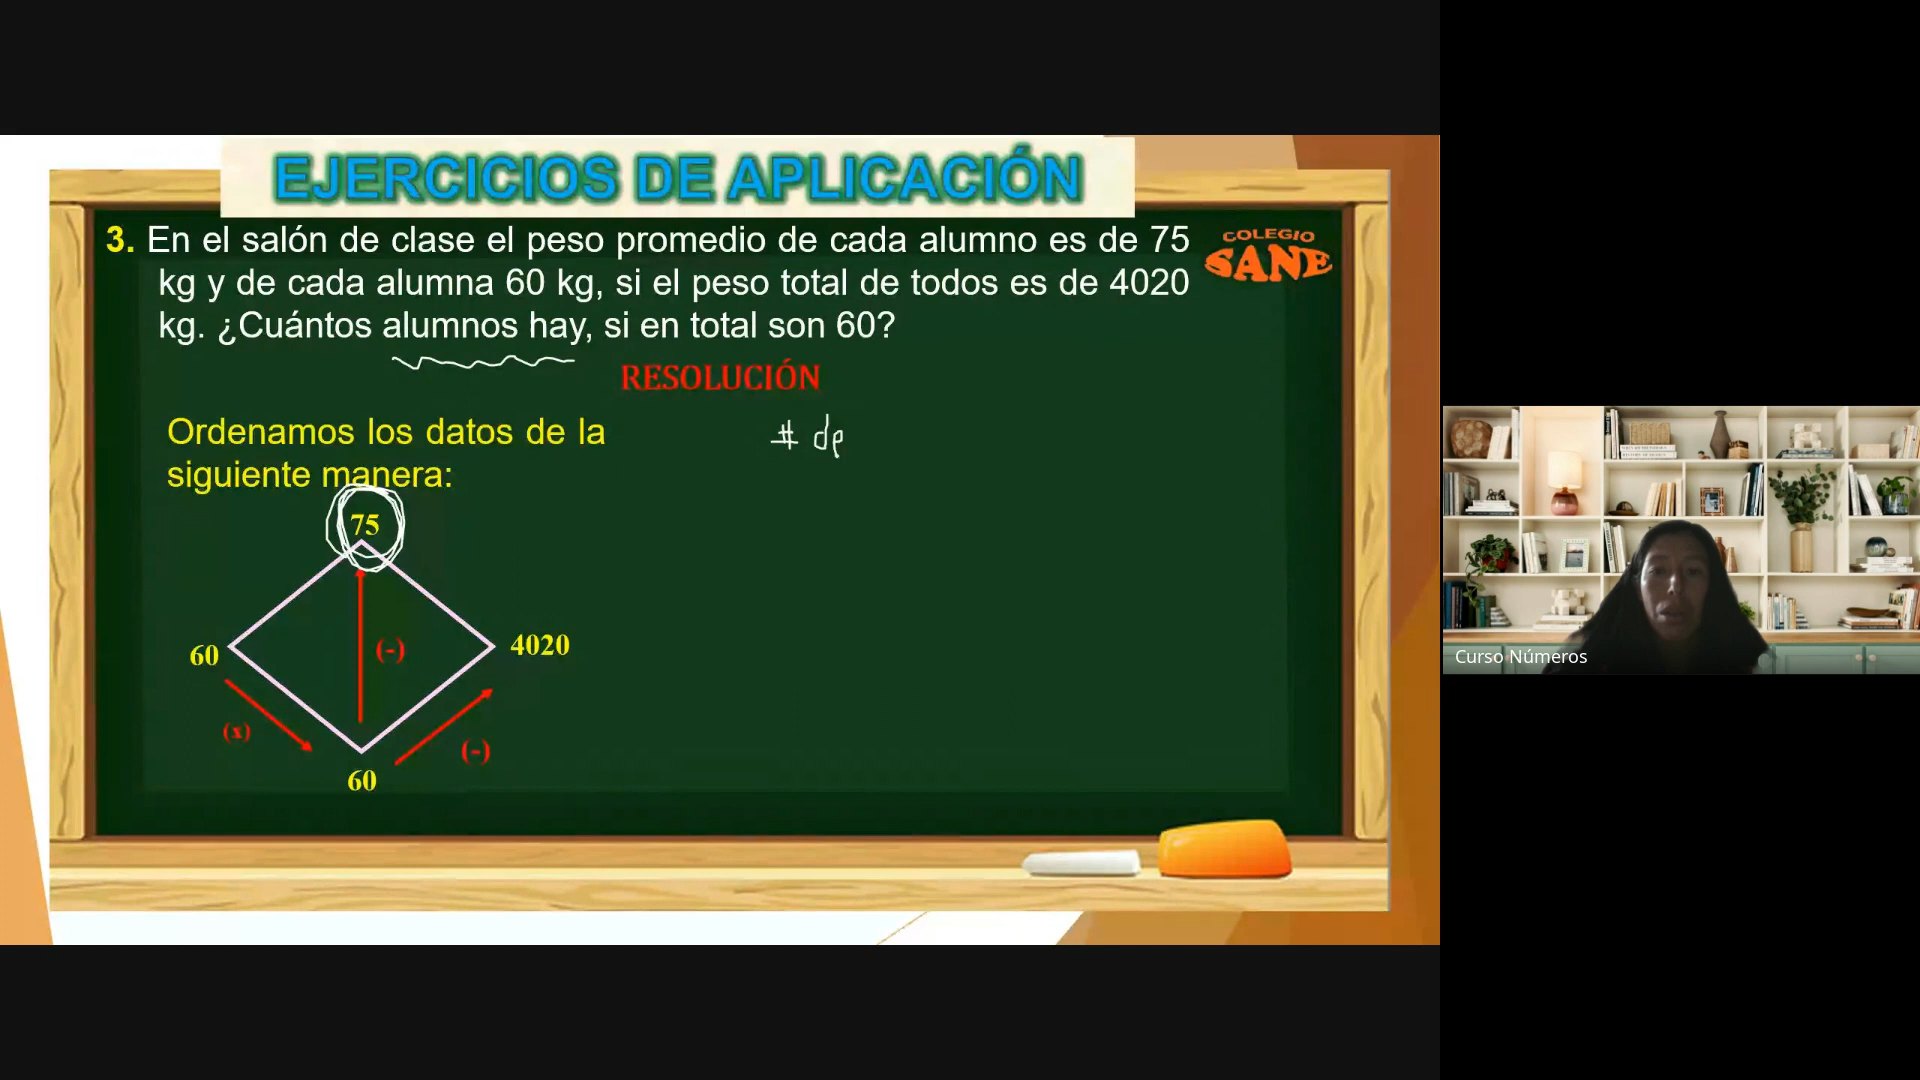 EJERCICIOS DE APLICACIÓN
3. En el salón de clase el peso promedio de cada alumno es de 75
kg y de cada alumna 60 kg, si el peso total de todos es de 4020
kg. ¿Cuántos alumnos hay, si en total son 60?
COLEGIO
SANE
RESOLUCIÓN
Ordenamos los datos de la
siguiente manera:
# de
75
60
(-)
4020
(x)
(-)
60
Curso Números